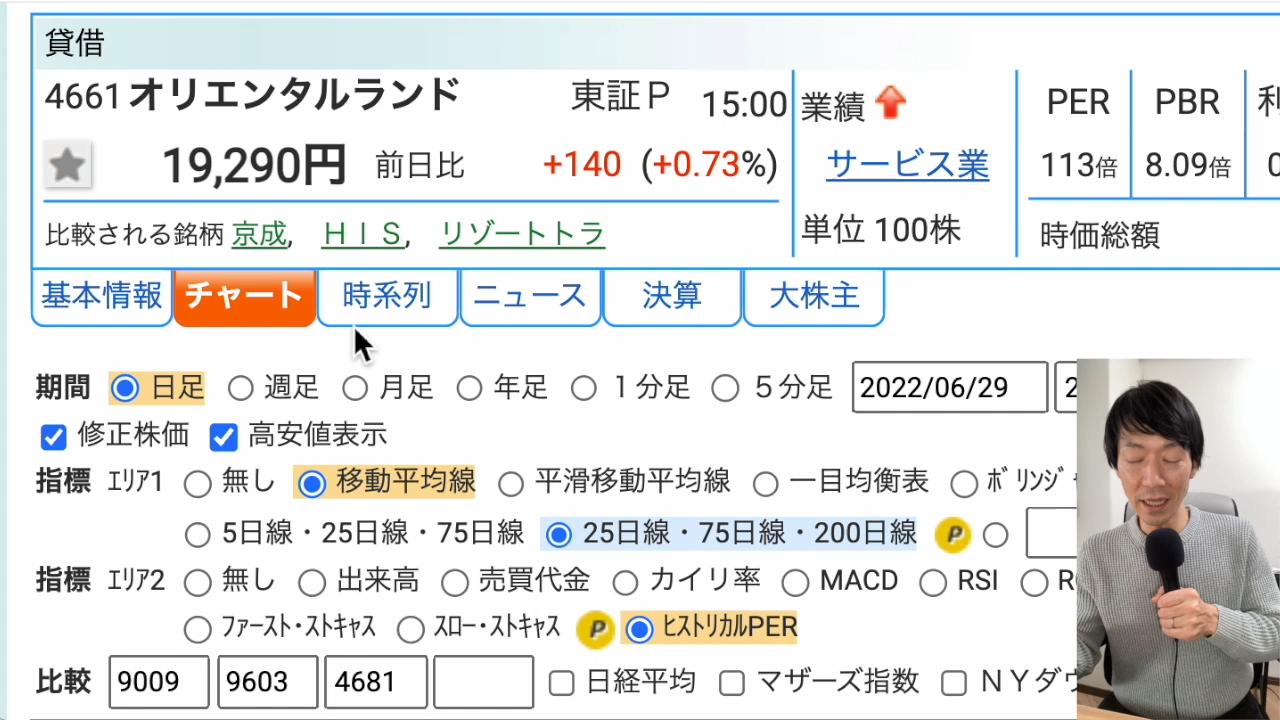 貸借
4661 オリエンタルランド 東証Ｐ 15:00 業績 PER PBR 利
19,290円 前日比 +140 (+0.73%) サービス業 113倍 8.09倍 0
比較される銘柄 京成, ＨＩＳ, リゾートトラ 単位 100株 時価総額
基本情報 チャート 時系列 ニュース 決算 大株主
期間 日足 週足 月足 年足 １分足 ５分足 2022/06/29 2
修正株価 高安値表示
指標 ｴﾘｱ1 無し 移動平均線 平滑移動平均線 一目均衡表 ﾎﾞﾘﾝｼﾞ
5日線・25日線・75日線 25日線・75日線・200日線 P
指標 ｴﾘｱ2 無し 出来高 売買代金 カイリ率 MACD RSI R
ﾌｧｰｽﾄ･ｽﾄｷｬｽ ｽﾛｰ･ｽﾄｷｬｽ P ﾋｽﾄﾘｶﾙPER
比較 9009 9603 4681 日経平均 マザーズ指数 ＮＹダウ